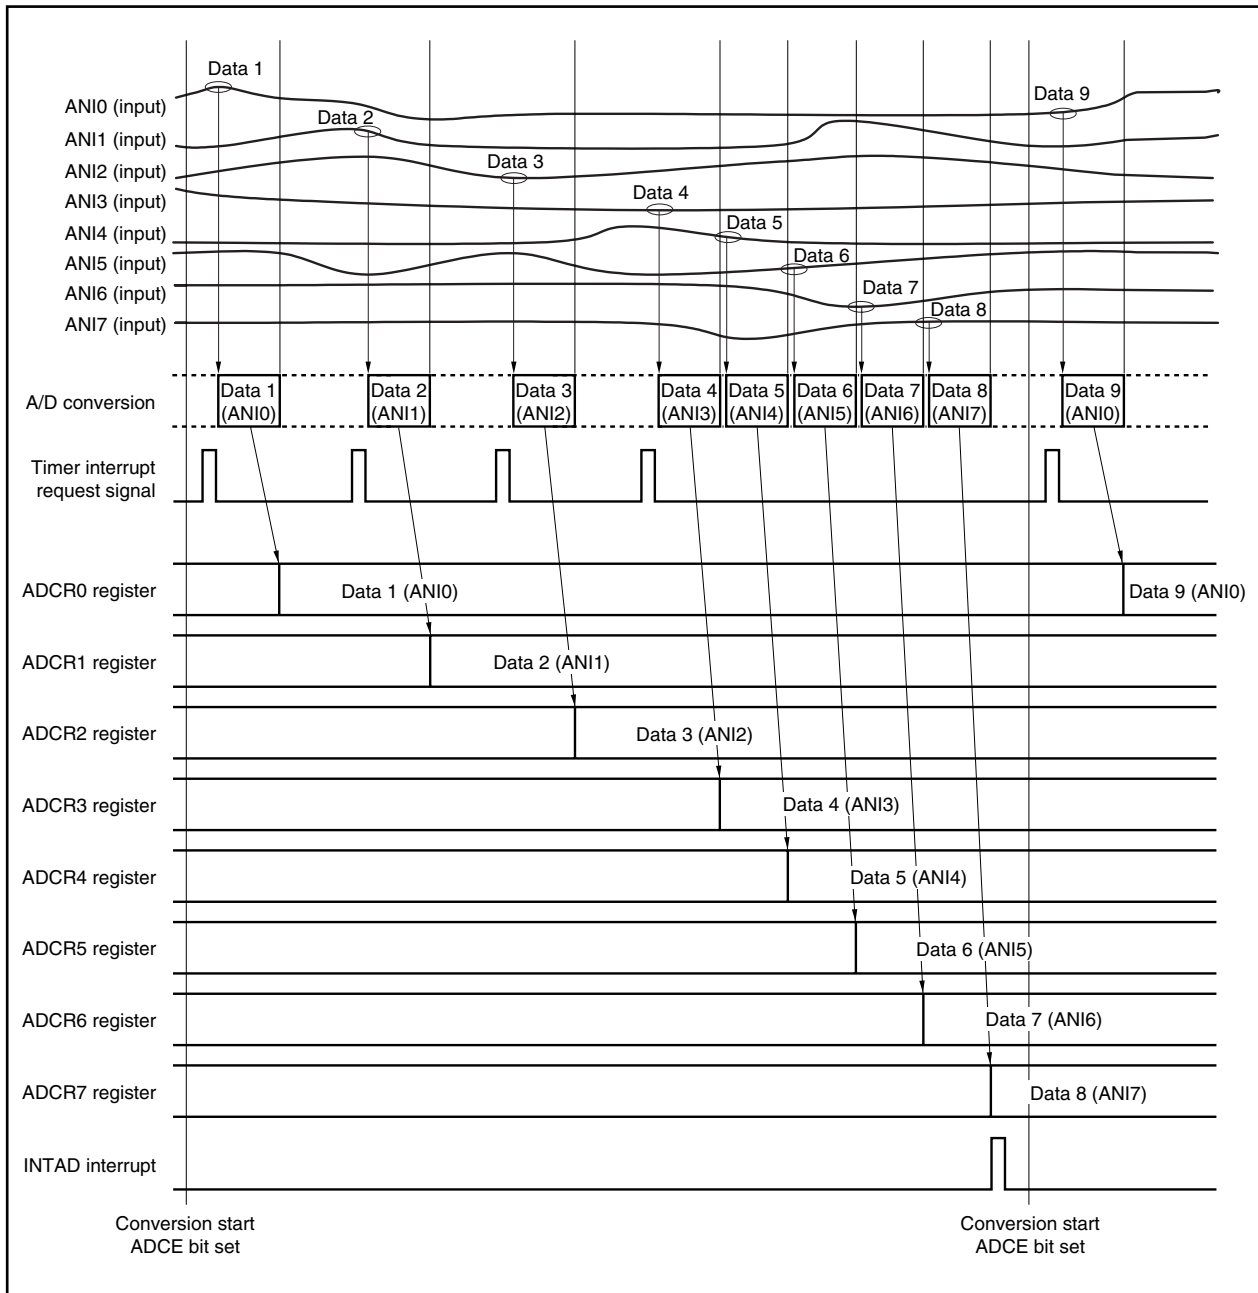 Data 1
ANI0 (input)
Data 9
Data 2
ANI1 (input)
Data 3
ANI2 (input)
Data 4
ANI3 (input)
Data 5
ANI4 (input)
Data 6
ANI5 (input)
Data 7
ANI6 (input)
Data 8
ANI7 (input)
A/D conversion
Data 1
(ANI0)
Data 2
(ANI1)
Data 3
(ANI2)
Data 4
(ANI3)
Data 5
(ANI4)
Data 6
(ANI5)
Data 7
(ANI6)
Data 8
(ANI7)
Data 9
(ANI0)
Timer interrupt
request signal
ADCR0 register
Data 1 (ANI0)
Data 9 (ANI0)
ADCR1 register
Data 2 (ANI1)
ADCR2 register
Data 3 (ANI2)
ADCR3 register
Data 4 (ANI3)
ADCR4 register
Data 5 (ANI4)
ADCR5 register
Data 6 (ANI5)
ADCR6 register
Data 7 (ANI6)
ADCR7 register
Data 8 (ANI7)
INTAD interrupt
Conversion start
ADCE bit set
Conversion start
ADCE bit set